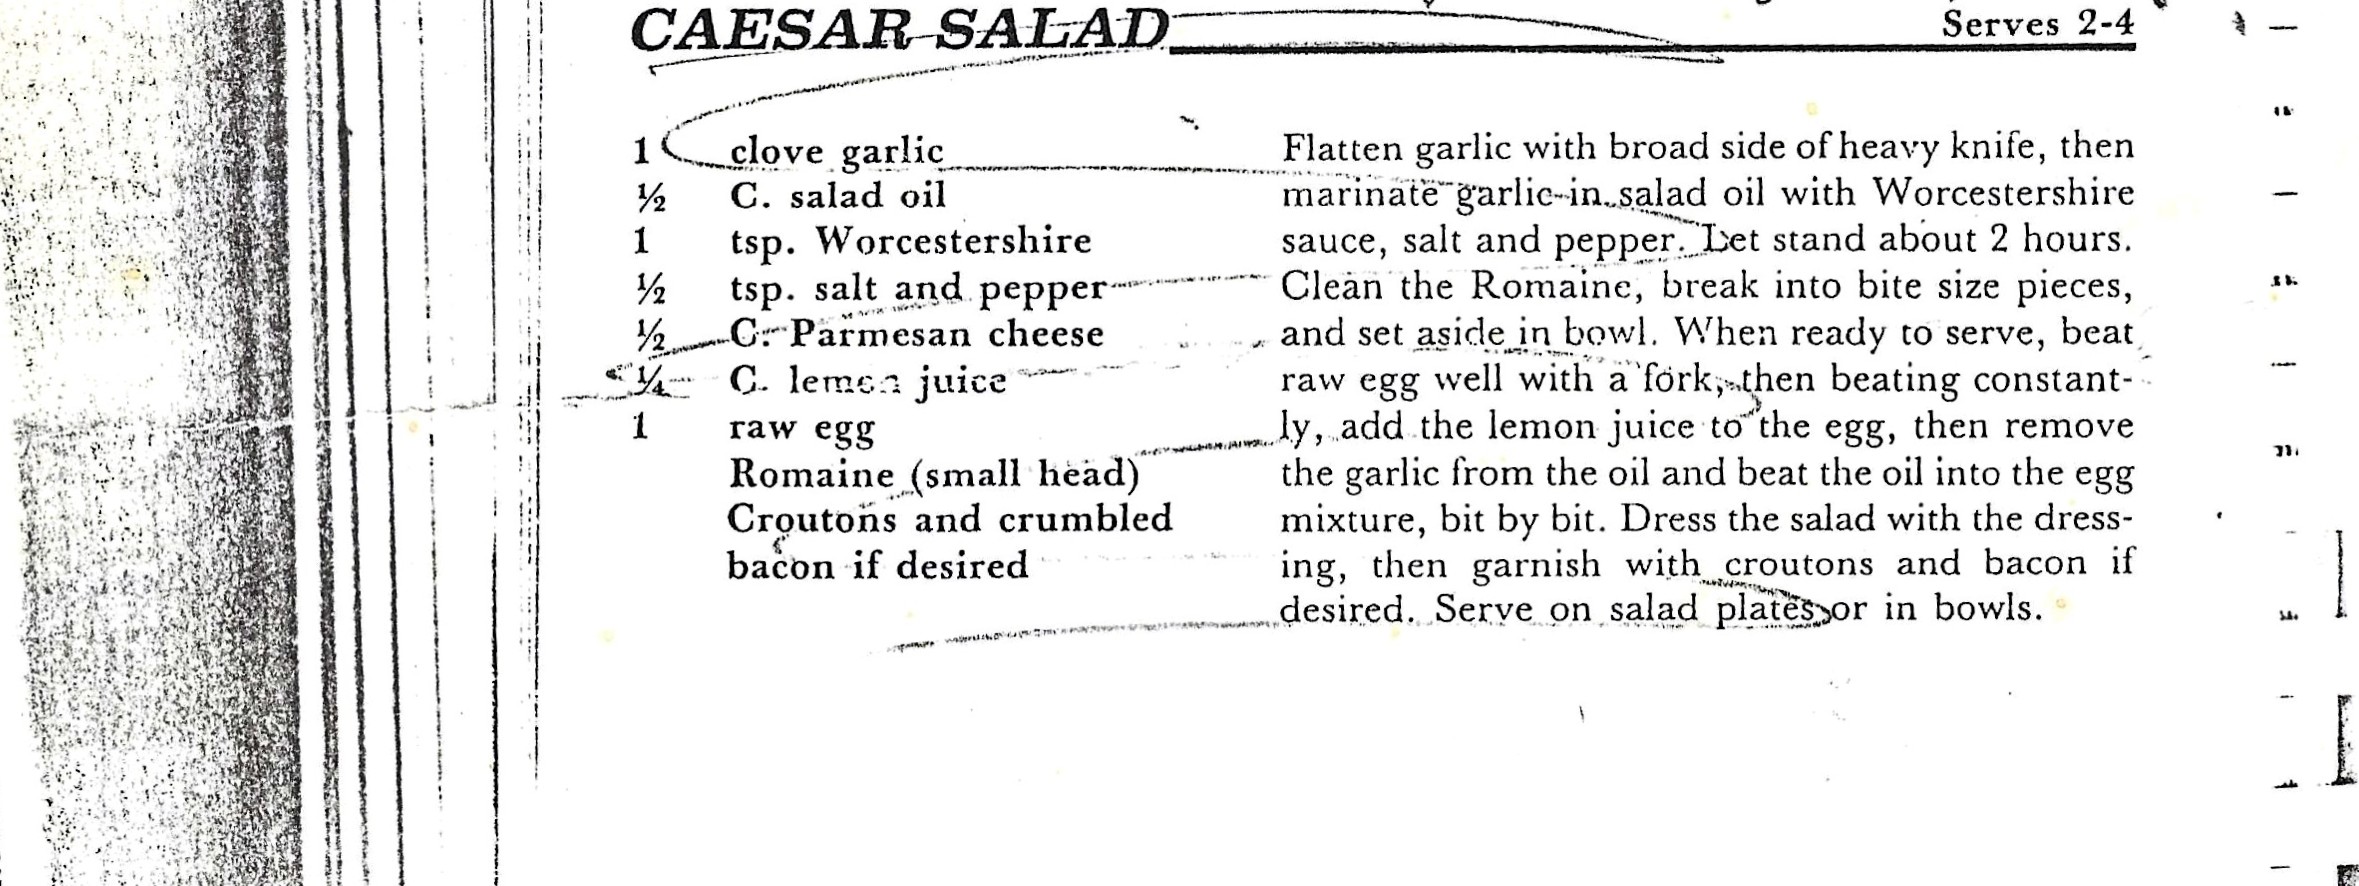 CAESAR SALAD
Serves 2-4
1 clove garlic
½ C. salad oil
1 tsp. Worcestershire
½ tsp. salt and pepper
½ C. Parmesan cheese
¼ C. lemon juice
1 raw egg
Romaine (small head)
Croutons and crumbled
bacon if desired
Flatten garlic with broad side of heavy knife, then
marinate garlic in salad oil with Worcestershire
sauce, salt and pepper. Let stand about 2 hours.
Clean the Romaine, break into bite size pieces,
and set aside in bowl. When ready to serve, beat
raw egg well with a fork, then beating constant-
ly, add the lemon juice to the egg, then remove
the garlic from the oil and beat the oil into the egg
mixture, bit by bit. Dress the salad with the dress-
ing, then garnish with croutons and bacon if
desired. Serve on salad plates or in bowls.